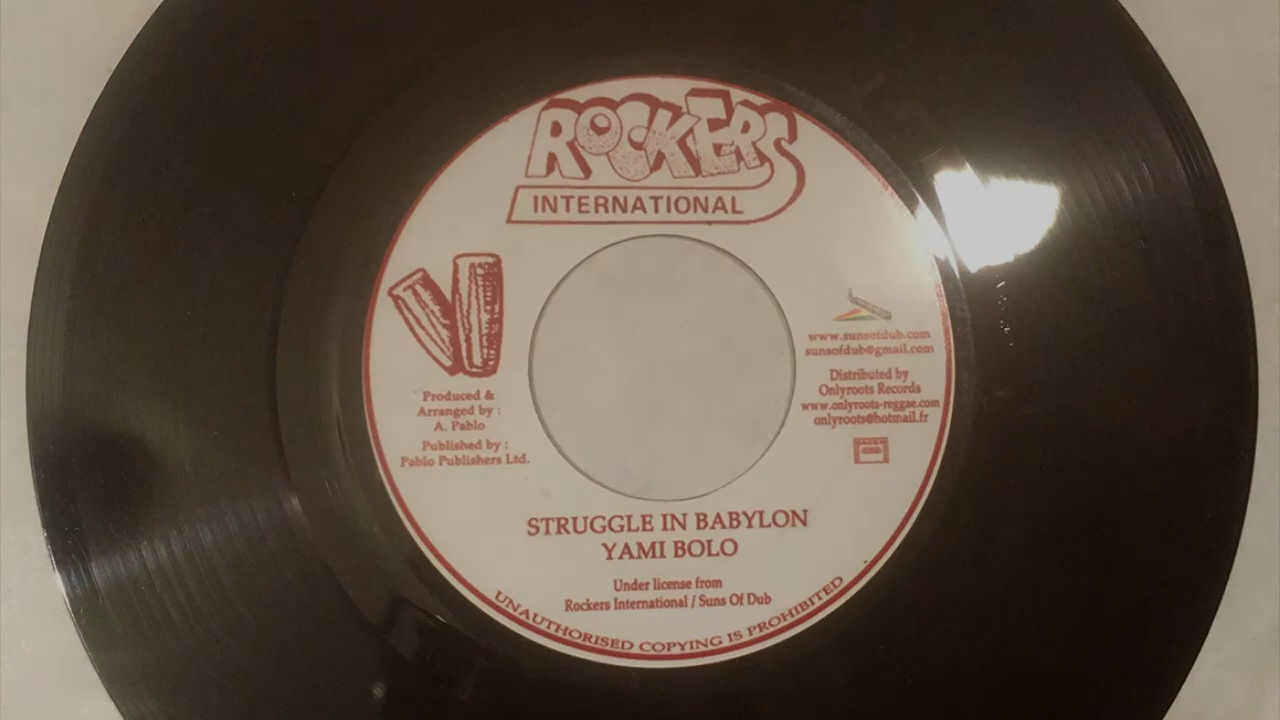 ROCKERS
INTERNATIONAL
Produced &
Arranged by :
A. Pablo
Published by :
Pablo Publishers Ltd.
www.sunsofdub.com
sunsofdub@gmail.com
Distributed by
Onlyroots Records
www.onlyroots-reggae.com
onlyroots@hotmail.fr
STRUGGLE IN BABYLON
YAMI BOLO
Under license from
Rockers International / Suns Of Dub
UNAUTHORISED COPYING IS PROHIBITED